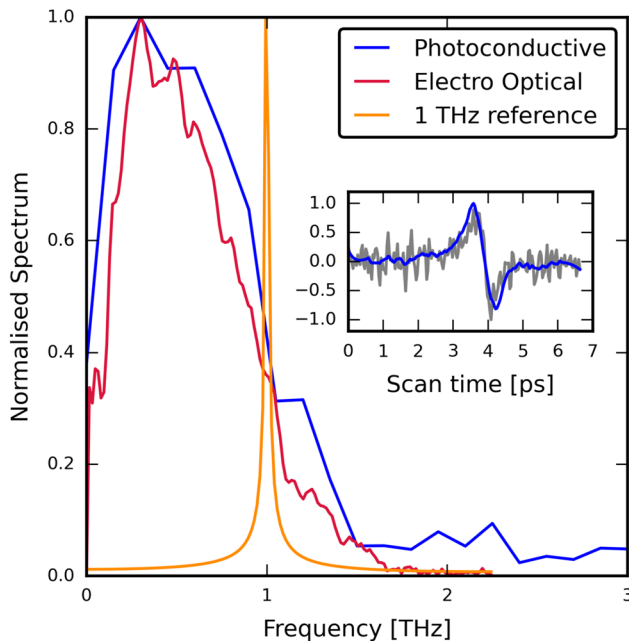 1.0
0.8
0.6
0.4
0.2
0.0
Normalised Spectrum
0
1
2
3
Frequency [THz]
Photoconductive
Electro Optical
1 THz reference
1.0
0.5
0.0
−0.5
−1.0
0 1 2 3 4 5 6 7
Scan time [ps]